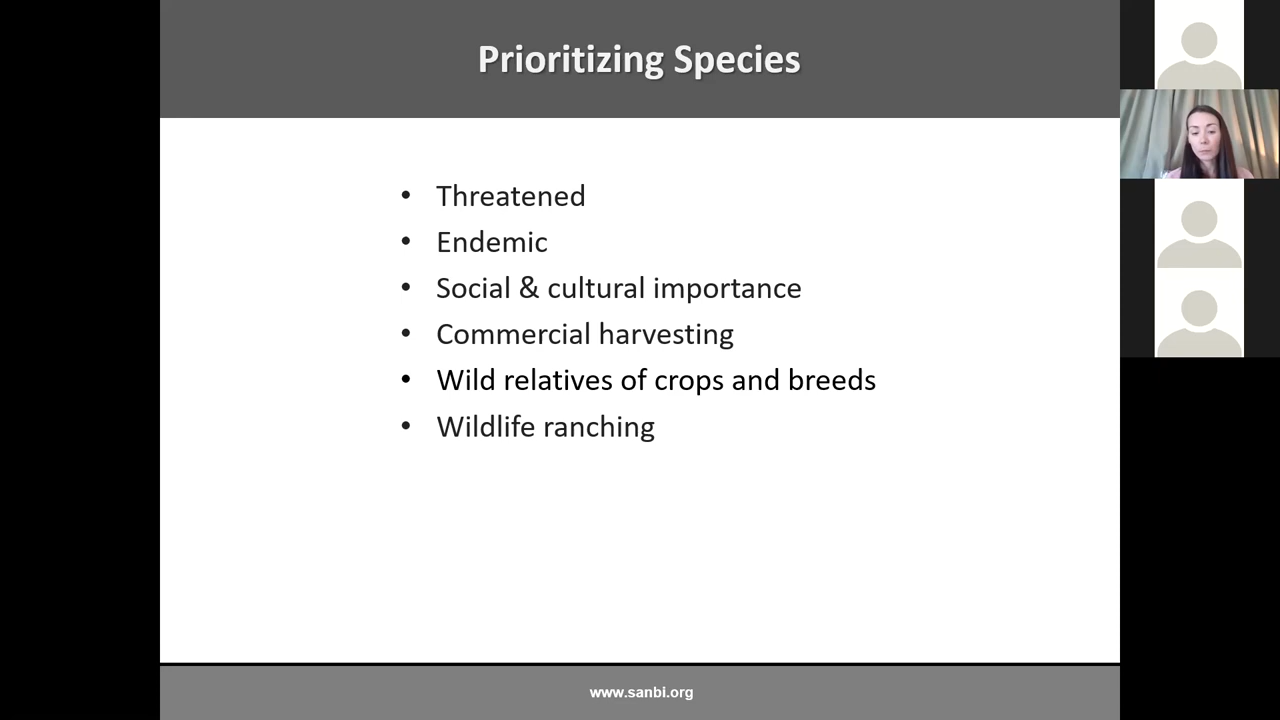 Prioritizing Species
• Threatened
• Endemic
• Social & cultural importance
• Commercial harvesting
• Wild relatives of crops and breeds
• Wildlife ranching
www.sanbi.org